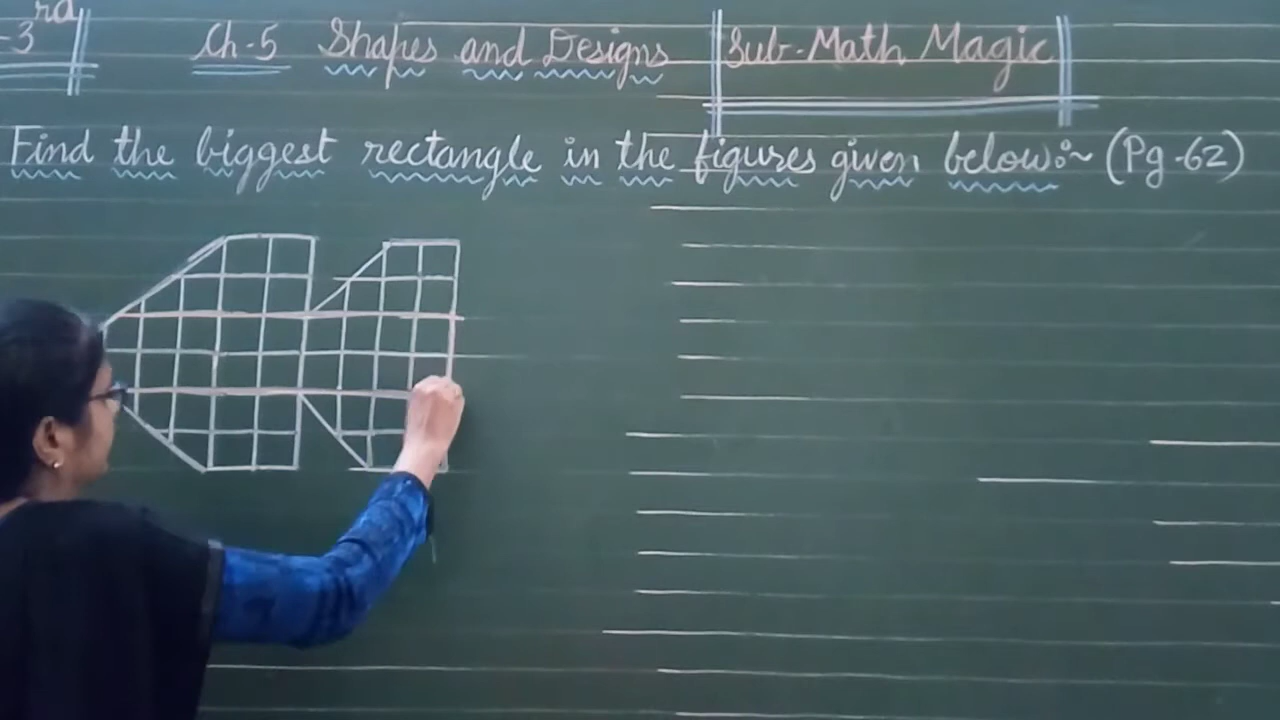 -3rd Ch-5 Shapes and Designs Sub-Math Magic
Find the biggest rectangle in the figures given below:~ (Pg-62)